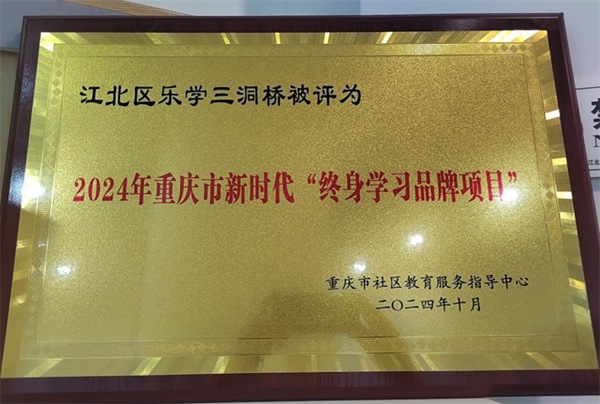 江北区乐学三洞桥被评为
2024年重庆市新时代“终身学习品牌项目”
重庆市社区教育服务指导中心
二〇二四年十月
江北